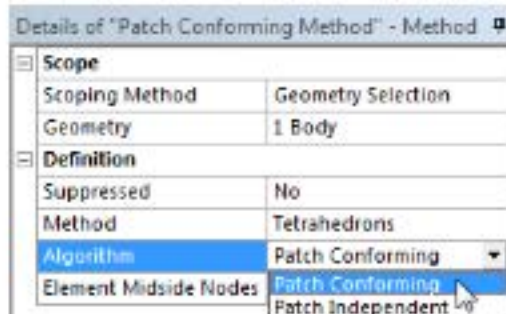 Details of "Patch Conforming Method" - Method
Scope
Scoping Method Geometry Selection
Geometry 1 Body
Definition
Suppressed No
Method Tetrahedrons
Algorithm Patch Conforming
Element Midside Nodes Patch Conforming
Patch Independent